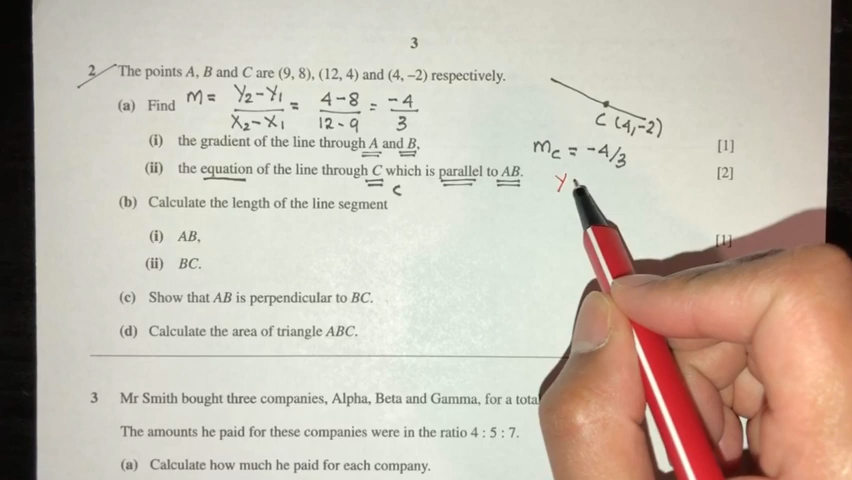 3
2 The points A, B and C are (9, 8), (12, 4) and (4, –2) respectively.
(a) Find M = Y2–Y1 / X2–X1 = 4–8 / 12–9 = –4 / 3
C (4,–2)
(i) the gradient of the line through A and B, [1]
mc = –4/3
(ii) the equation of the line through C which is parallel to AB. [2]
c
y
(b) Calculate the length of the line segment
(i) AB, [1]
(ii) BC.
(c) Show that AB is perpendicular to BC.
(d) Calculate the area of triangle ABC.
3 Mr Smith bought three companies, Alpha, Beta and Gamma, for a tota
The amounts he paid for these companies were in the ratio 4 : 5 : 7.
(a) Calculate how much he paid for each company.